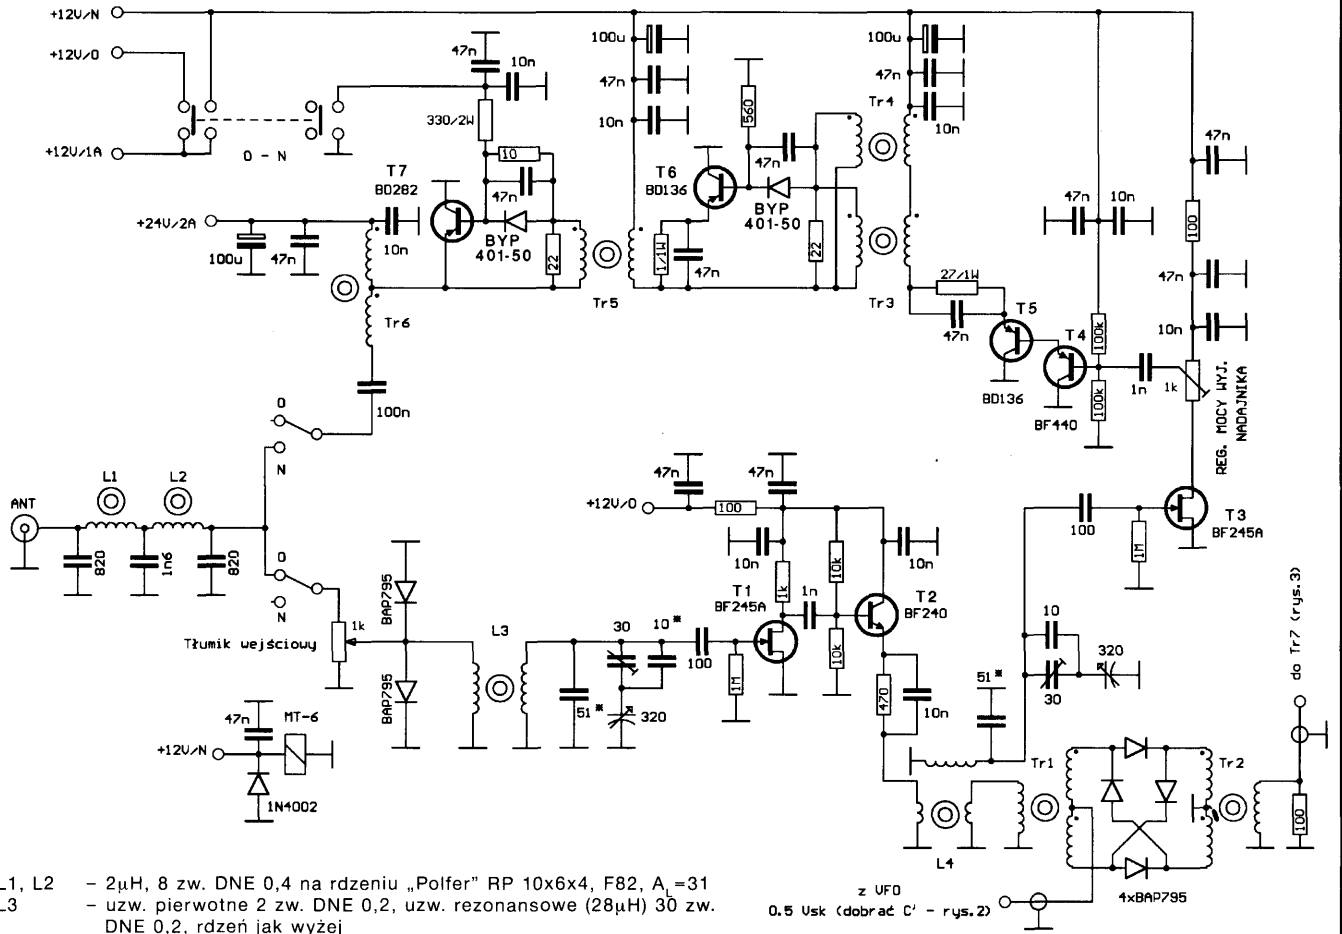 +12V/N
+12V/O
+12V/1A
O - N
47n
10n
330/2W
10
47n
T7
BD282
BYP
401-50
22
+24V/2A
100u
47n
10n
Tr6
Tr5
100u
47n
10n
T6
BD136
560
47n
BYP
401-50
22
1/1W
47n
Tr4
Tr3
100u
47n
10n
27/1W
47n
T5
BD136
T4
BF440
47n
10n
100k
100k
1n
47n
100
47n
10n
1k
REG. MOCY WYJ.
NADAJNIKA
T3
BF245A
100
1M
100n
O
N
L1
L2
ANT
820
1n6
820
O
N
1k
Tłumik wejściowy
BAP795
BAP795
L3
51*
30
10*
320
100
1M
+12V/O
47n
100
47n
10n
1k
T1
BF245A
1n
10k
10k
T2
BF240
10n
470
10n
51*
10
30
320
do Tr7 (rys.3)
47n
MT-6
+12V/N
1N4002
Tr1
Tr2
100
L4
4xBAP795
z VFO
0.5 Vsk (dobrać C' - rys.2)
L1, L2 – 2µH, 8 zw. DNE 0,4 na rdzeniu „Polfer” RP 10x6x4, F82, AL=31
L3 – uzw. pierwotne 2 zw. DNE 0,2, uzw. rezonansowe (28µH) 30 zw.
DNE 0,2, rdzeń jak wyżej